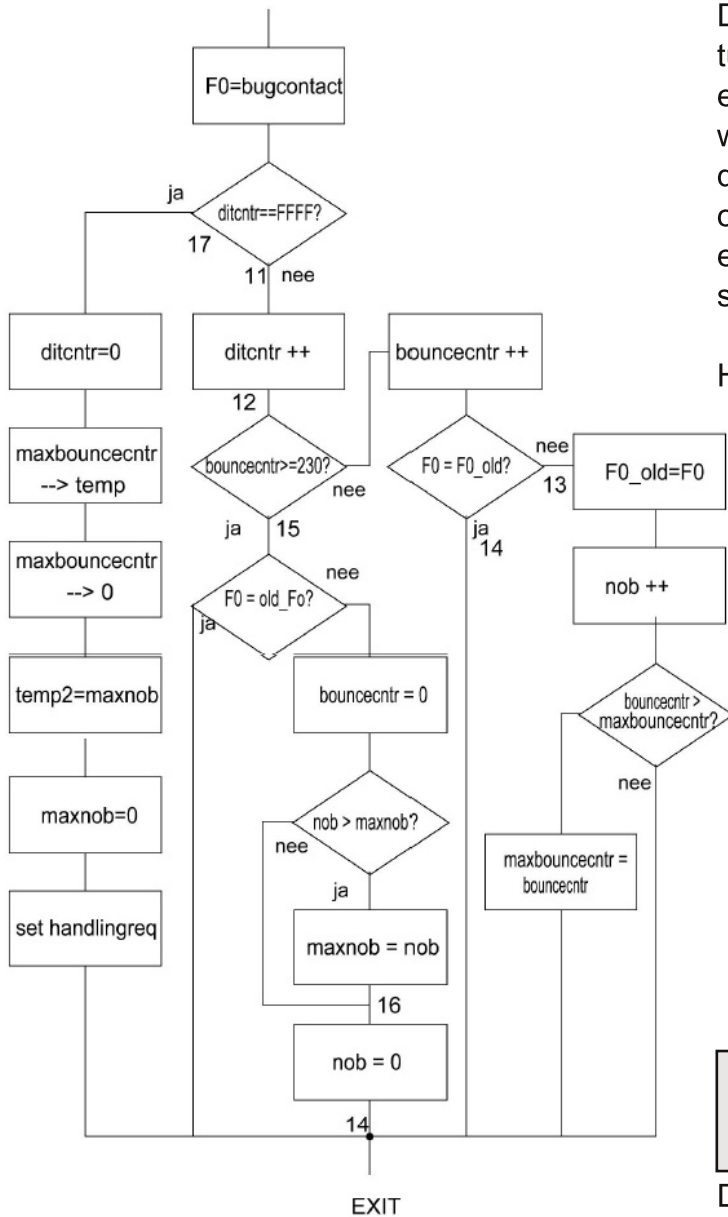 F0=bugcontact
ja
ditcntr==FFFF?
17
11
nee
ditcntr=0
ditcntr ++
bouncecntr ++
12
maxbouncecntr
--> temp
bouncecntr>=230?
nee
F0 = F0_old?
nee
13
F0_old=F0
ja
15
ja
14
maxbouncecntr
--> 0
F0 = old_Fo?
nee
ja
nob ++
temp2=maxnob
bouncecntr = 0
bouncecntr >
maxbouncecntr?
nee
maxnob=0
nob > maxnob?
nee
ja
maxbouncecntr =
bouncecntr
set handlingreq
maxnob = nob
16
nob = 0
14
EXIT